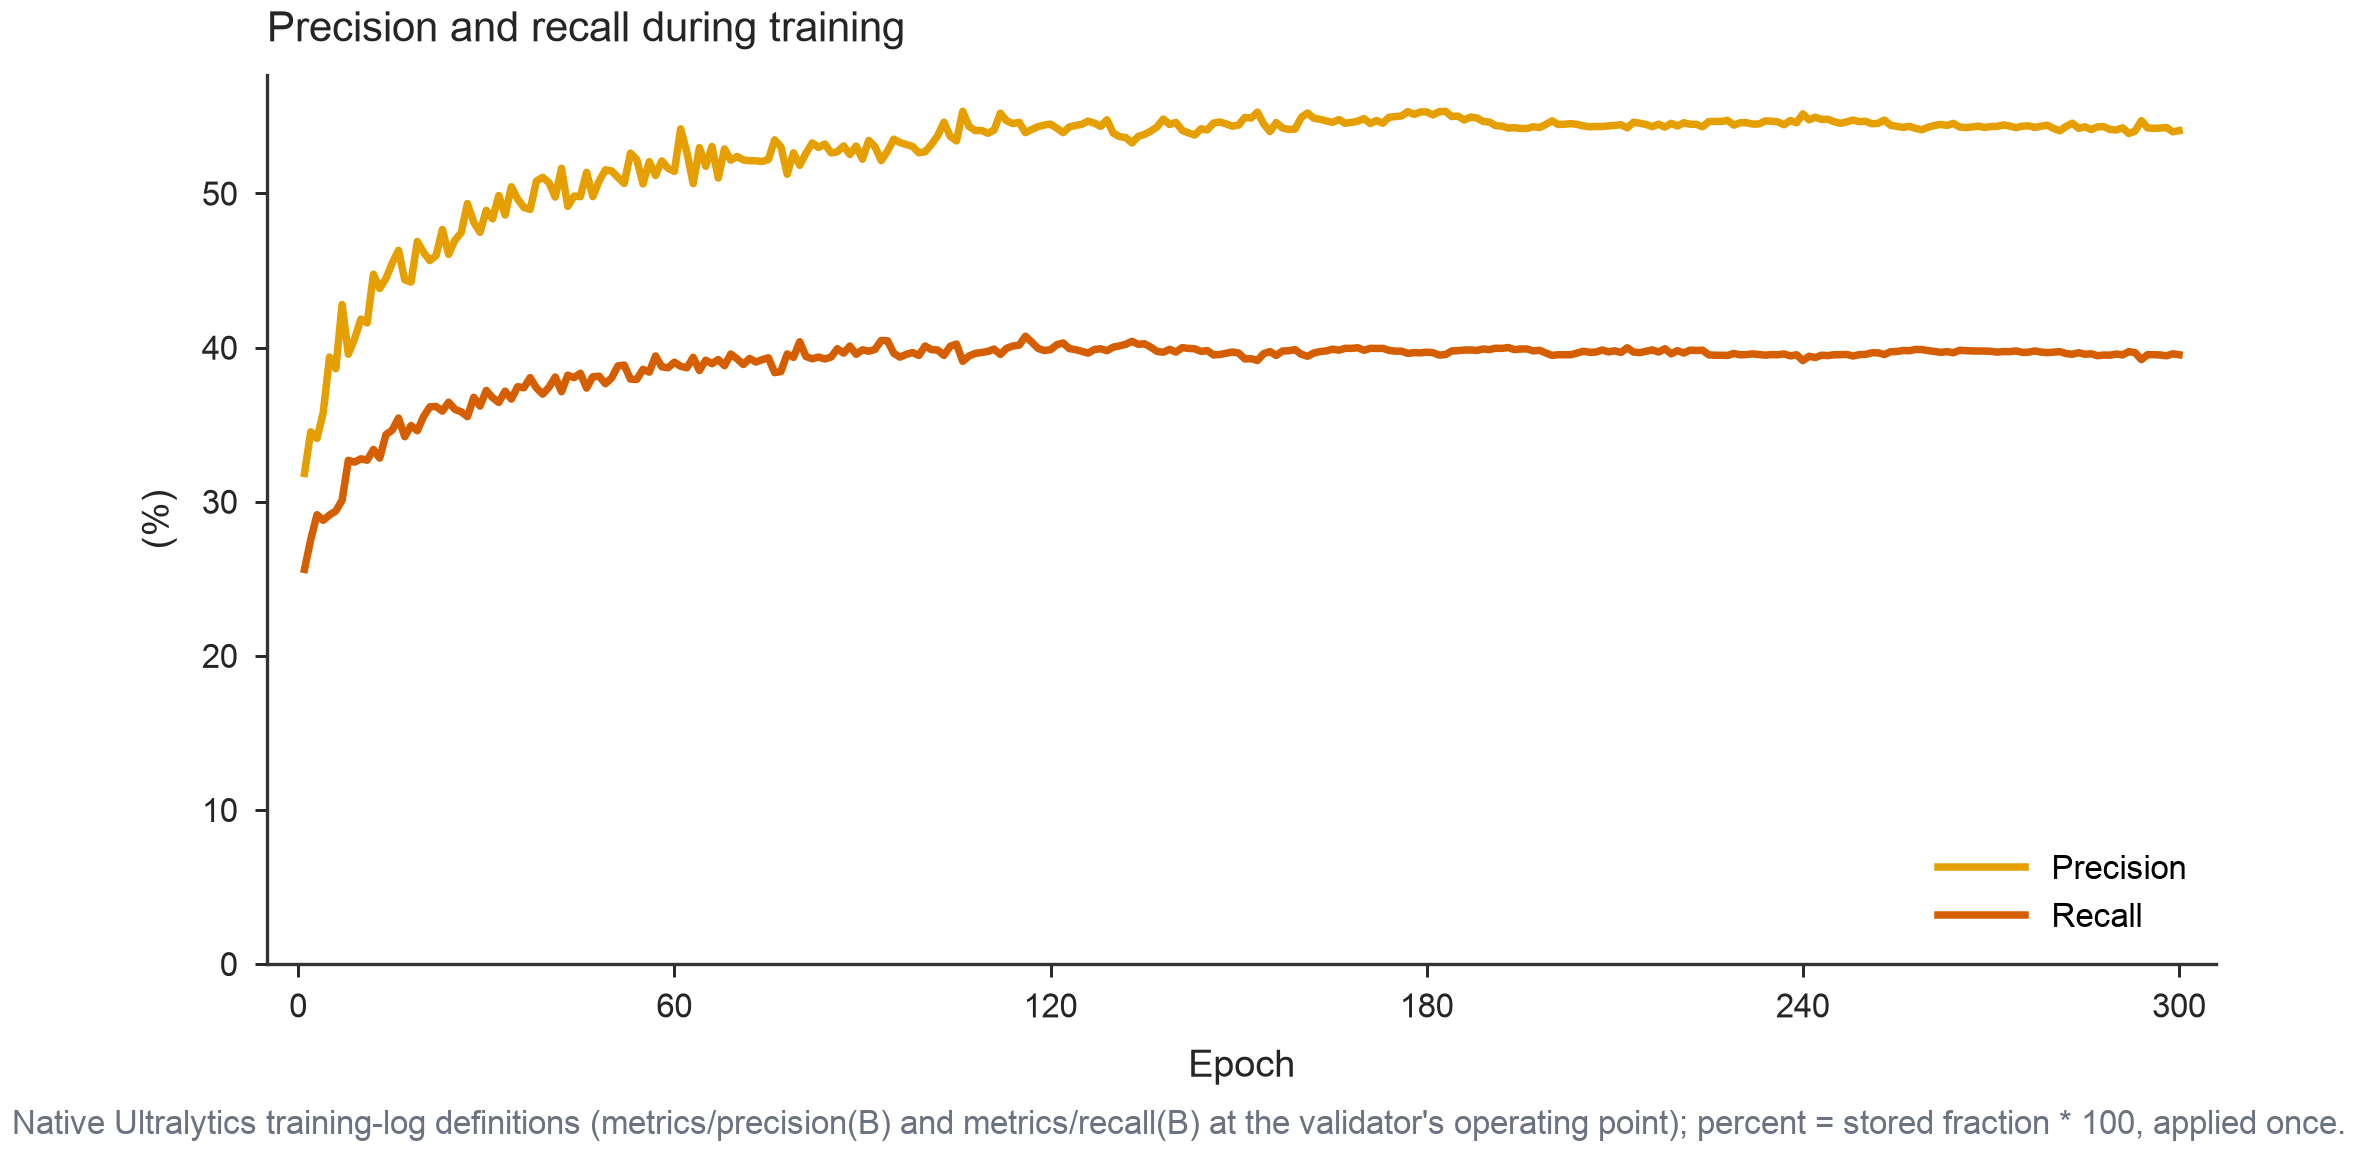 Precision and recall during training
(%)
50
40
30
20
10
0
0 60 120 180 240 300
Epoch
Precision
Recall
Native Ultralytics training-log definitions (metrics/precision(B) and metrics/recall(B) at the validator's operating point); percent = stored fraction * 100, applied once.